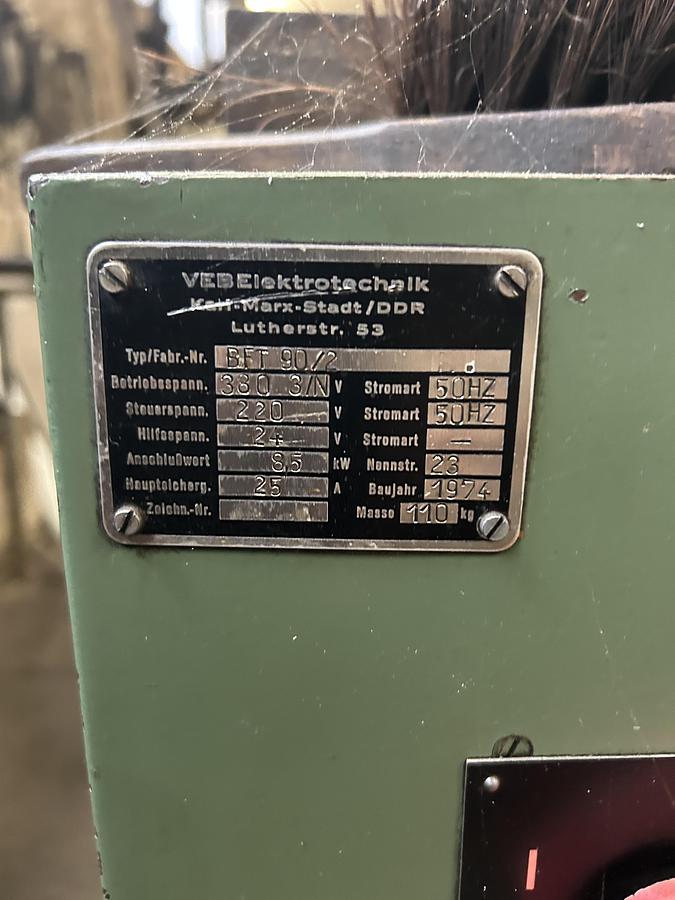 VEB Elektrotechnik
Karl-Marx-Stadt/DDR
Lutherstr. 53
Typ/Fabr.-Nr. BFT 90/2
Betriebsspann. 380 3/N V Stromart 50HZ
Steuerspann. 220 V Stromart 50HZ
Hilfsspann. 24 V Stromart —
Anschlußwert 8,5 kW Nennstr. 23
Hauptsicherg. 25 A Baujahr 1974
Zeichn.-Nr. Masse 110 kg